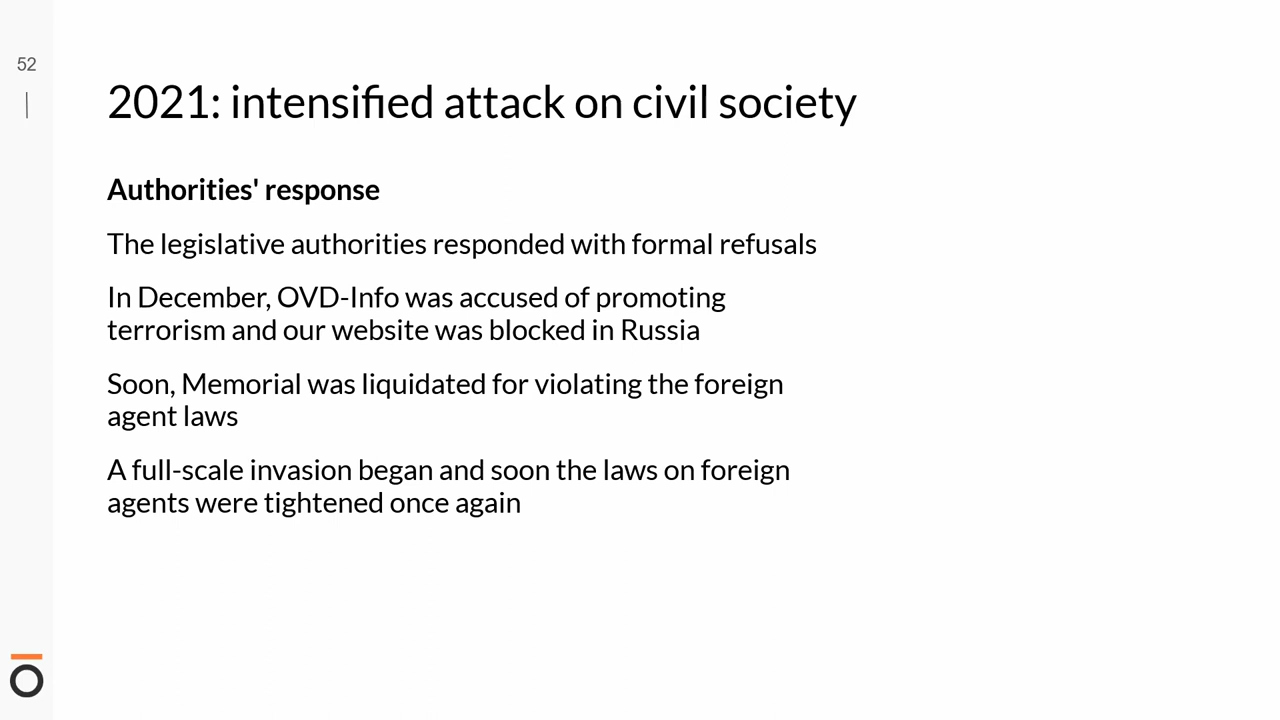 52
2021: intensified attack on civil society
Authorities' response
The legislative authorities responded with formal refusals
In December, OVD-Info was accused of promoting
terrorism and our website was blocked in Russia
Soon, Memorial was liquidated for violating the foreign
agent laws
A full-scale invasion began and soon the laws on foreign
agents were tightened once again